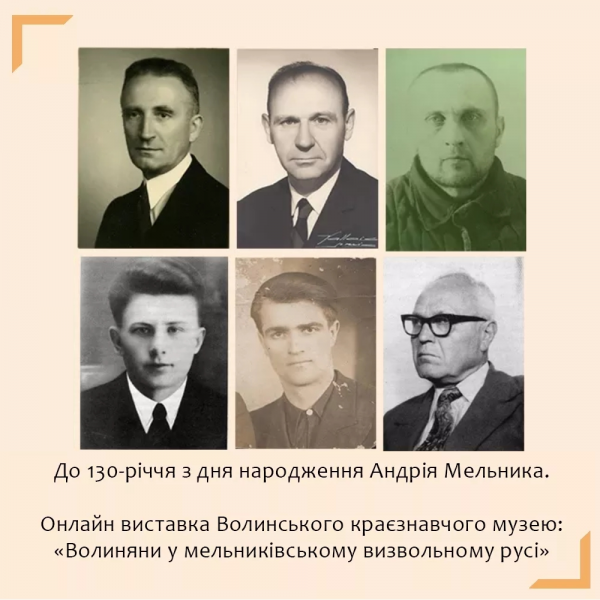 До 130-річчя з дня народження Андрія Мельника.
Онлайн виставка Волинського краєзнавчого музею:
«Волиняни у мельниківському визвольному русі»